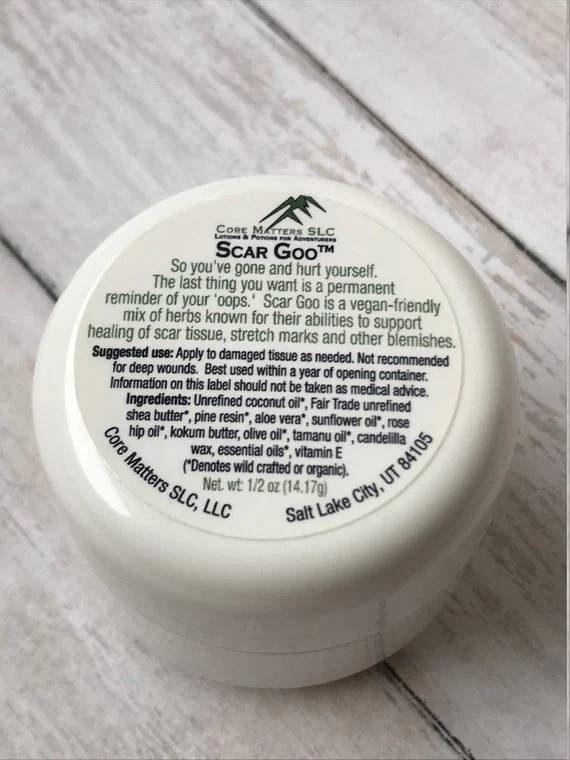 CORE MATTERS SLC
LOTIONS & POTIONS FOR ADVENTURERS
SCAR GOO™
So you've gone and hurt yourself.
The last thing you want is a permanent
reminder of your 'oops.' Scar Goo is a vegan-friendly
mix of herbs known for their abilities to support
healing of scar tissue, stretch marks and other blemishes.
Suggested use: Apply to damaged tissue as needed. Not recommended
for deep wounds. Best used within a year of opening container.
Information on this label should not be taken as medical advice.
Ingredients: Unrefined coconut oil*, Fair Trade unrefined
shea butter*, pine resin*, aloe vera*, sunflower oil*, rose
hip oil*, kokum butter, olive oil*, tamanu oil*, candelilla
wax, essential oils*, vitamin E
(*Denotes wild crafted or organic).
Net. wt: 1/2 oz (14.17g)
Core Matters SLC, LLC
Salt Lake City, UT 84105